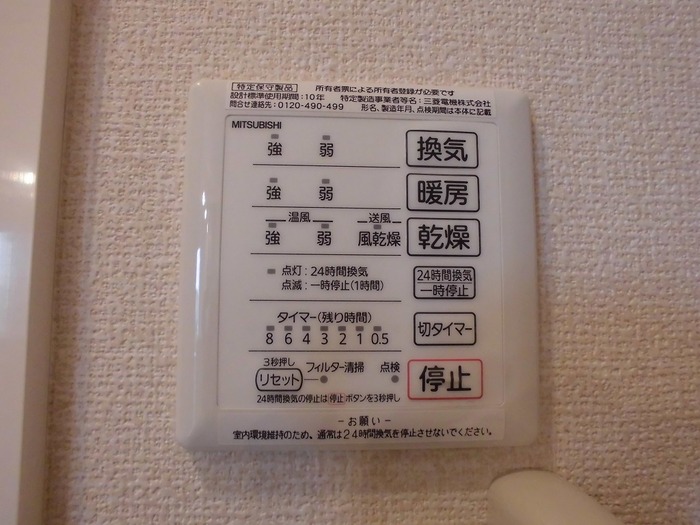 特定保守製品 所有者票による所有者登録が必要です
設計標準使用期間:10年 特定製造事業者等名:三菱電機株式会社
問合せ連絡先:0120-490-499 形名、製造年月、点検期間は本体に記載
MITSUBISHI
強 弱 換気
強 弱 暖房
温風 送風
強 弱 風乾燥 乾燥
点灯:24時間換気
点滅:一時停止(1時間)
24時間換気
一時停止
タイマー(残り時間)
8 6 4 3 2 1 0.5
切タイマー
3秒押し
リセット フィルター清掃 点検
停止
24時間換気の停止は停止ボタンを3秒押し
－お願い－
室内環境維持のため、通常は24時間換気を停止させないでください。